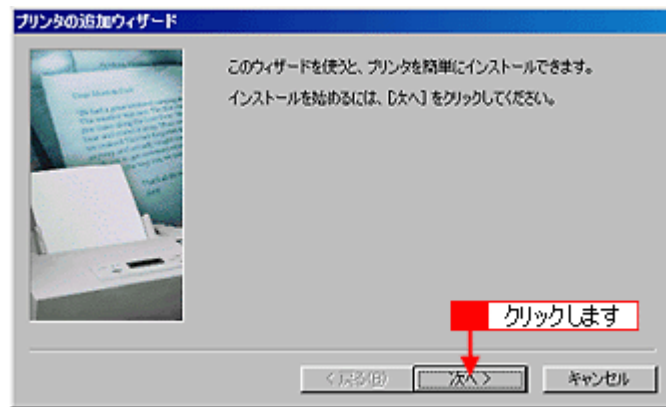 プリンタの追加ウィザード
このウィザードを使うと、プリンタを簡単にインストールできます。
インストールを始めるには、[次へ] をクリックしてください。
クリックします
< 戻る(B)
次へ >
キャンセル